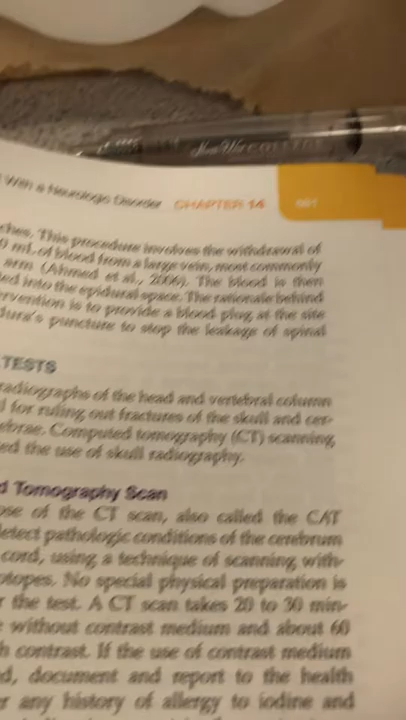 With a Neurologic Disorder CHAPTER 14
ches. This procedure involves the withdrawal of
0 mL of blood from a large vein, most commonly
arm (Ahmed et al., 2006). The blood is then
ed into the epidural space. The rationale behind
rvention is to provide a blood plug at the site
dura's puncture to stop the leakage of spinal
TESTS
radiographs of the head and vertebral column
l for ruling out fractures of the skull and cer-
ebrae. Computed tomography (CT) scanning,
ed the use of skull radiography.
d Tomography Scan
ose of the CT scan, also called the CAT
detect pathologic conditions of the cerebrum
cord, using a technique of scanning with-
otopes. No special physical preparation is
r the test. A CT scan takes 20 to 30 min-
without contrast medium and about 60
h contrast. If the use of contrast medium
d, document and report to the health
r any history of allergy to iodine and